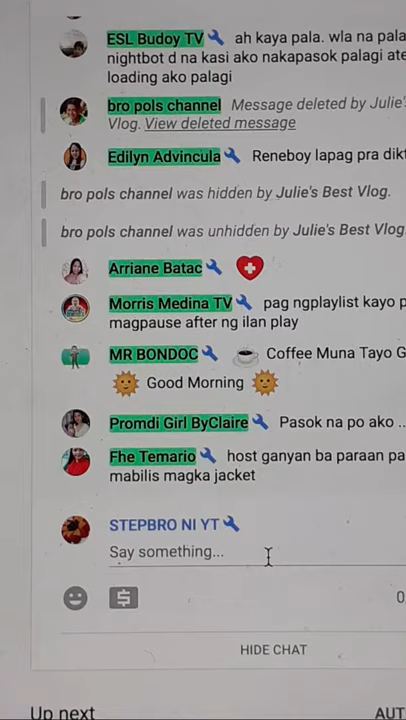 ESL Budoy TV ah kaya pala. wla na pala
nightbot d na kasi ako nakapasok palagi ate
loading ako palagi
bro pols channel Message deleted by Julie's
Vlog. View deleted message
Edilyn Advincula Reneboy lapag pra dikt
bro pols channel was hidden by Julie's Best Vlog.
bro pols channel was unhidden by Julie's Best Vlog
Arriane Batac
Morris Medina TV pag ngplaylist kayo p
magpause after ng ilan play
MR BONDOC Coffee Muna Tayo G
Good Morning
Promdi Girl ByClaire Pasok na po ako ..
Fhe Temario host ganyan ba paraan pa
mabilis magka jacket
STEPBRO NI YT
Say something...
0
HIDE CHAT
Up next AUT